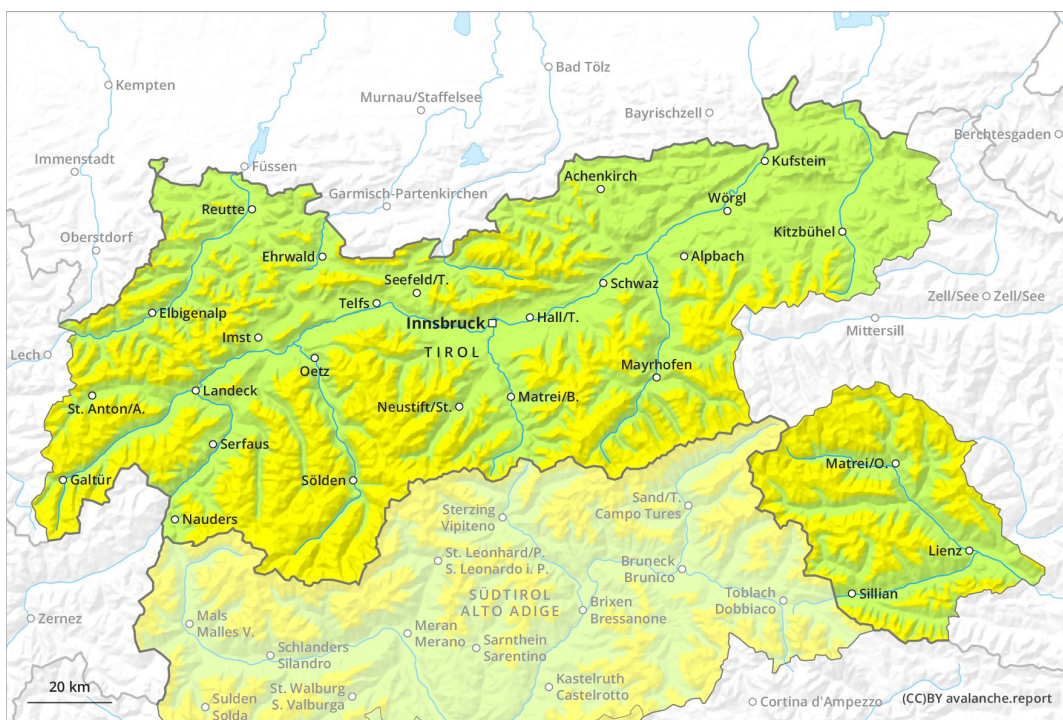 Bad Tölz
Kempten
Murnau/Staffelsee
Bayrischzell
Berchtesgaden
Immenstadt
Füssen
Kufstein
Achenkirch
Garmisch-Partenkirchen
Wörgl
Reutte
Kitzbühel
Oberstdorf
Ehrwald
Alpbach
Seefeld/T.
Schwaz
Zell/See
Zell/See
Telfs
Elbigenalp
Hall/T.
Innsbruck
Mittersill
Imst
Lech
TIROL
Oetz
Mayrhofen
Landeck
Matrei/B.
St. Anton/A.
Neustift/St.
Serfaus
Matrei/O.
Galtür
Sölden
Sand/T.
Campo Tures
Sterzing
Vipiteno
Nauders
Lienz
St. Leonhard/P.
S. Leonardo i. P.
Bruneck
Brunico
SÜDTIROL
ALTO ADIGE
Toblach
Dobbiaco
Sillian
Brixen
Bressanone
Zernez
Mals
Malles V.
Meran
Merano
Sarnthein
Sarentino
Schlanders
Silandro
Kastelruth
Castelrotto
St. Walburg
S. Valburga
20 km
Sulden
Solda
Cortina d'Ampezzo
(CC)BY avalanche.report